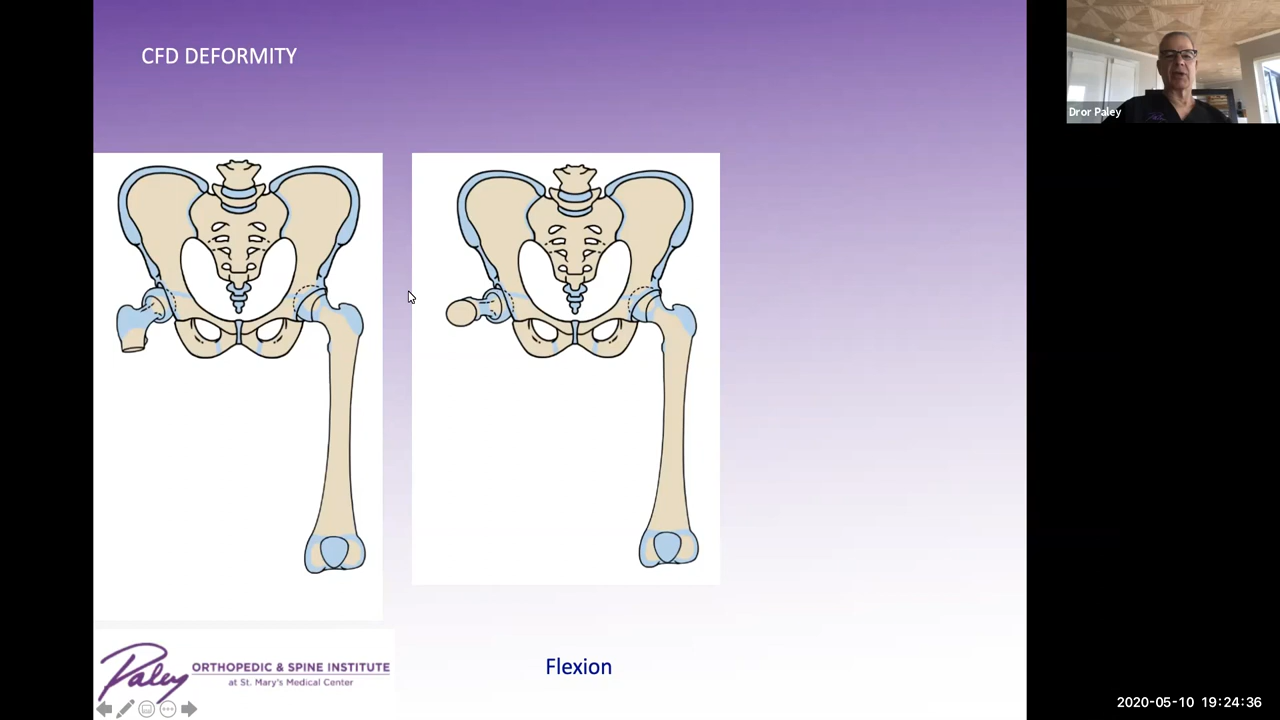 CFD DEFORMITY
Dror Paley
Paley ORTHOPEDIC & SPINE INSTITUTE
at St. Mary's Medical Center
Flexion
2020-05-10 19:24:36